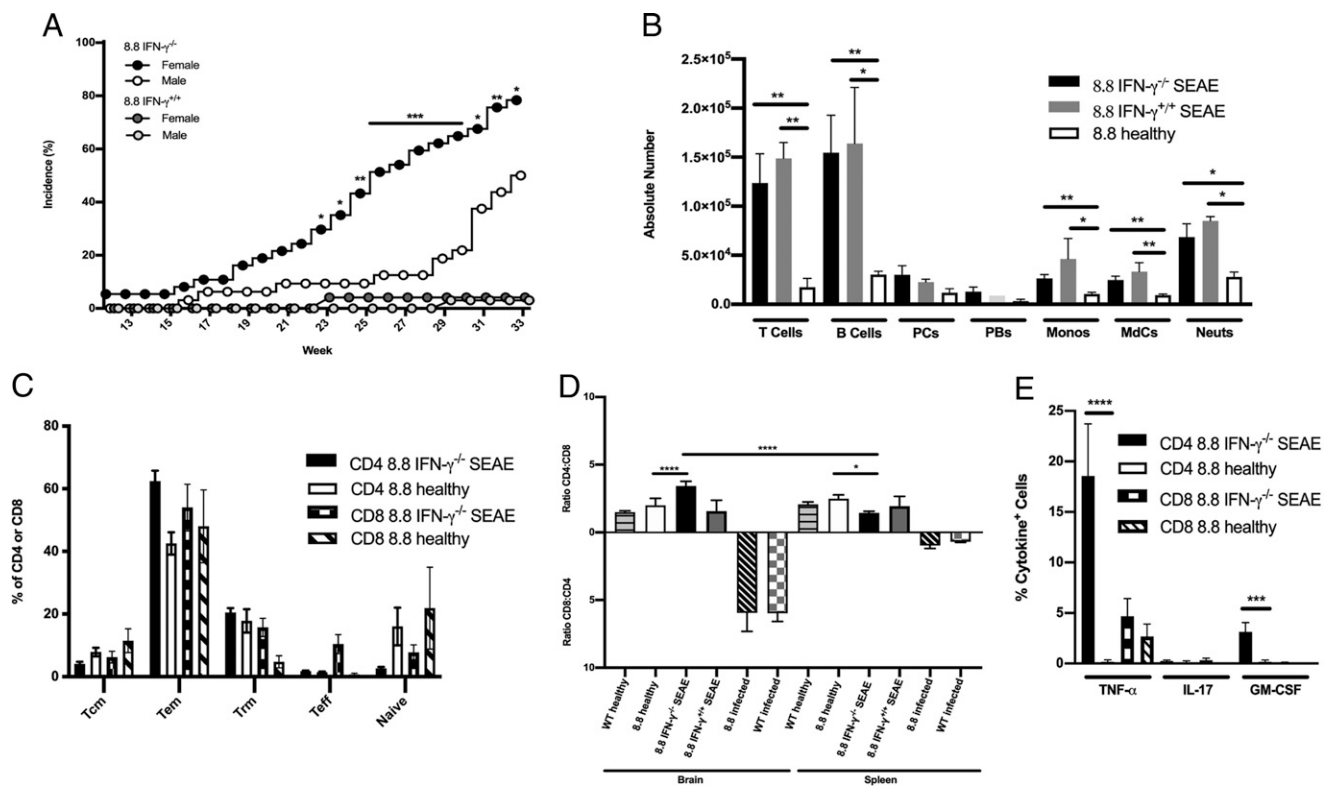 A
8.8 IFN-γ-/-
Female
Male
8.8 IFN-γ+/+
Female
Male
100
80
60
40
20
0
Incidence (%)
*
*
**
***
*
**
*
13 15 17 19 21 23 25 27 29 31 33
Week
B
8.8 IFN-γ-/- SEAE
8.8 IFN-γ+/+ SEAE
8.8 healthy
2.5×10⁵
2.0×10⁵
1.5×10⁵
1.0×10⁵
5.0×10⁴
0.0
Absolute Number
**
**
**
*
**
*
**
**
*
*
T Cells B Cells PCs PBs Monos MdCs Neuts
C
CD4 8.8 IFN-γ-/- SEAE
CD4 8.8 healthy
CD8 8.8 IFN-γ-/- SEAE
CD8 8.8 healthy
80
60
40
20
0
% of CD4 or CD8
Tcm Tem Trm Teff Naive
D
10
5
0
5
10
Ratio CD4:CD8
Ratio CD8:CD4
****
****
*
WT healthy
8.8 healthy
8.8 IFN-γ-/- SEAE
8.8 IFN-γ+/+ SEAE
8.8 infected
WT infected
WT healthy
8.8 healthy
8.8 IFN-γ-/- SEAE
8.8 IFN-γ+/+ SEAE
8.8 infected
WT infected
Brain Spleen
E
CD4 8.8 IFN-γ-/- SEAE
CD4 8.8 healthy
CD8 8.8 IFN-γ-/- SEAE
CD8 8.8 healthy
25
20
15
10
5
0
% Cytokine+ Cells
****
***
TNF-α IL-17 GM-CSF